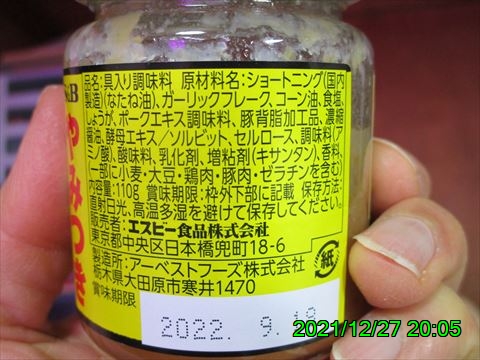 S&B
やみつき
品名:具入り調味料 原材料名:ショートニング(国内
製造)(なたね油)、ガーリックフレーク、コーン油、食塩、
しょうが、ポークエキス調味料、豚背脂加工品、濃縮
醤油、酵母エキス/ソルビット、セルロース、調味料(ア
ミノ酸)、酸味料、乳化剤、増粘剤(キサンタン)、香料、
(一部に小麦・大豆・鶏肉・豚肉・ゼラチンを含む)
内容量:110g 賞味期限:枠外下部に記載 保存方法:
直射日光、高温多湿を避けて保存してください。
販売者:エスビー食品株式会社
東京都中央区日本橋兜町18-6
製造所:アーベストフーズ株式会社
栃木県大田原市寒井1470
賞味期限
紙
2022. 9.18
2021/12/27 20:05